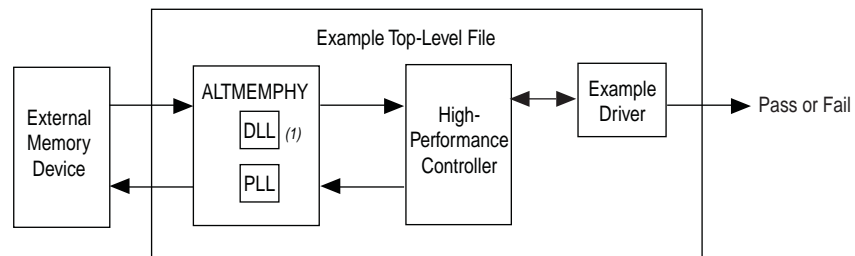 Example Top-Level File
External
Memory
Device
ALTMEMPHY
DLL (1)
PLL
High-
Performance
Controller
Example
Driver
Pass or Fail